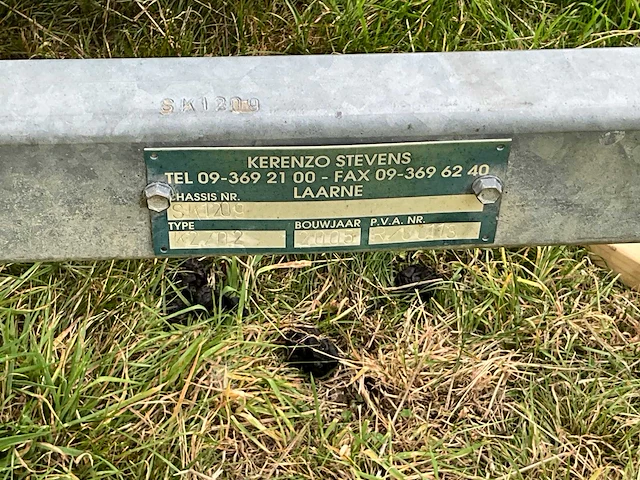 SK1209
KERENZO STEVENS
TEL 09-369 21 00 - FAX 09-369 62 40
LAARNE
CHASSIS NR.
SK1209
TYPE BOUWJAAR P.V.A. NR.